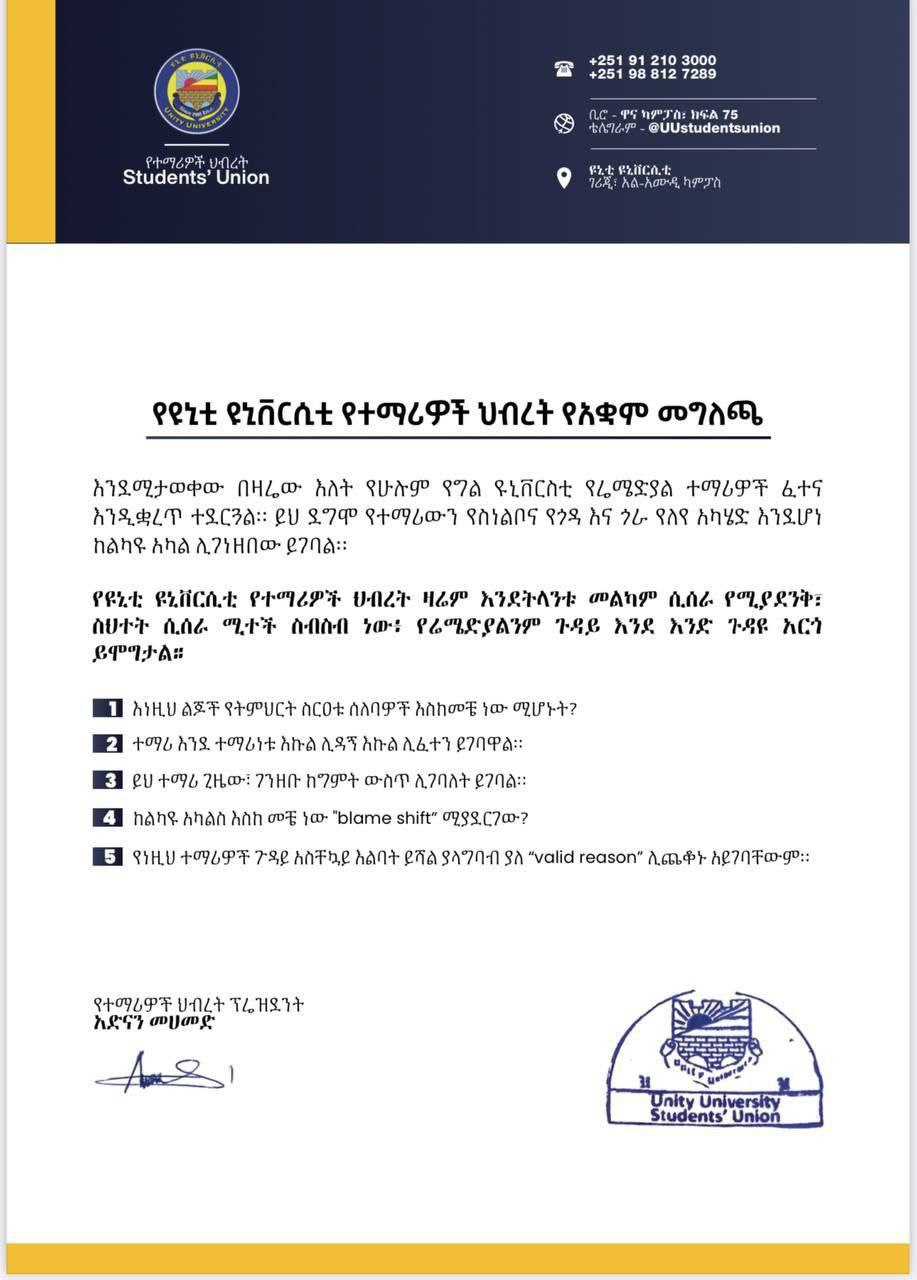 ዩኒቲ ዩኒቨርሲቲ
UNITY UNIVERSITY
የተማሪዎች ህብረት
Students’ Union
+251 91 210 3000
+251 98 812 7289
ቢሮ - ዋና ካምፓስ፣ ክፍል 75
ቴሌግራም - @UUstudentsunion
ዩኒቲ ዩኒቨርሲቲ
ገሪጂ፣ አል-አሙዲ ካምፓስ
የዩኒቲ ዩኒቨርሲቲ የተማሪዎች ህብረት የአቋም መግለጫ
እንደሚታወቀው በዛሬው እለት የሁሉም የግል ዩኒቨርስቲ የሬሜድያል ተማሪዎች ፈተና
እንዲቋረጥ ተደርጓል። ይህ ደግሞ የተማሪውን የስነልቦና የጎዳ እና ጎራ የለየ አካሄድ እንደሆነ
ከልካዩ አካል ሊገነዘበው ይገባል።
የዩኒቲ ዩኒቨርሲቲ የተማሪዎች ህብረት ዛሬም እንደትላንቱ መልካም ሲሰራ የሚያደንቅ፣
ስህተት ሲሰራ ሚተች ስብስብ ነው፤ የሬሜድያልንም ጉዳይ እንደ አንድ ጉዳዩ አርጎ
ይሞግታል።
1 እነዚህ ልጆች የትምህርት ስርዐቱ ሰለባዎች እስከመቼ ነው ሚሆኑት?
2 ተማሪ እንደ ተማሪነቱ እኩል ሊዳኝ እኩል ሊፈተን ይገባዋል።
3 ይህ ተማሪ ጊዜው፣ ገንዘቡ ከግምት ውስጥ ሊገባለት ይገባል።
4 ከልካዩ አካልስ እስከ መቼ ነው "blame shift” ሚያደርገው?
5 የነዚህ ተማሪዎች ጉዳይ አስቸኳይ እልባት ይሻል ያላግባብ ያለ “valid reason” ሊጨቆኑ አይገባቸውም።
የተማሪዎች ህብረት ፕሬዝደንት
አድናን መሀመድ
Unity University
Unity University
Students’ Union